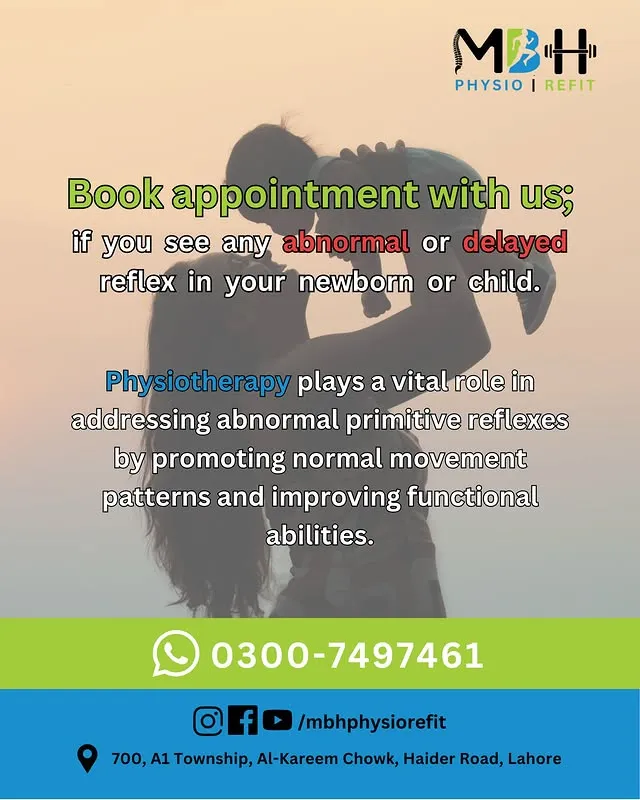 MBH
PHYSIO | REFIT
Book appointment with us;
if you see any abnormal or delayed
reflex in your newborn or child.
Physiotherapy plays a vital role in
addressing abnormal primitive reflexes
by promoting normal movement
patterns and improving functional
abilities.
0300-7497461
/mbhphysiorefit
700, A1 Township, Al-Kareem Chowk, Haider Road, Lahore